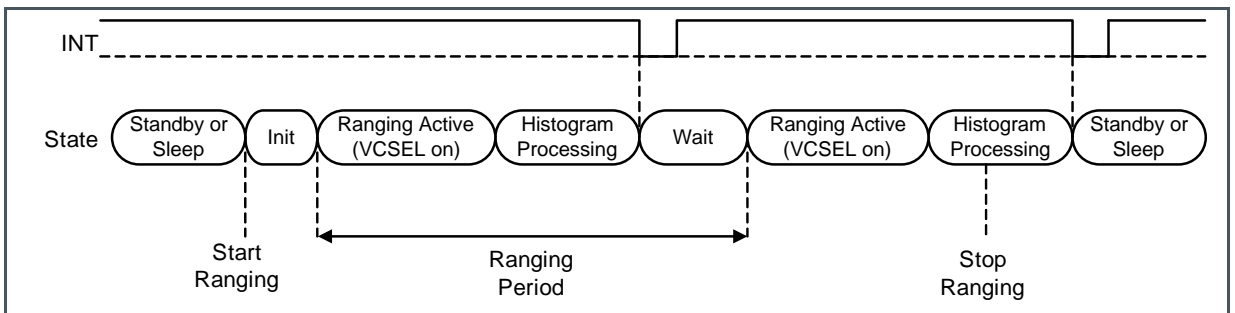 INT
State
Standby or
Sleep
Init
Ranging Active
(VCSEL on)
Histogram
Processing
Wait
Ranging Active
(VCSEL on)
Histogram
Processing
Standby or
Sleep
Start
Ranging
Ranging
Period
Stop
Ranging